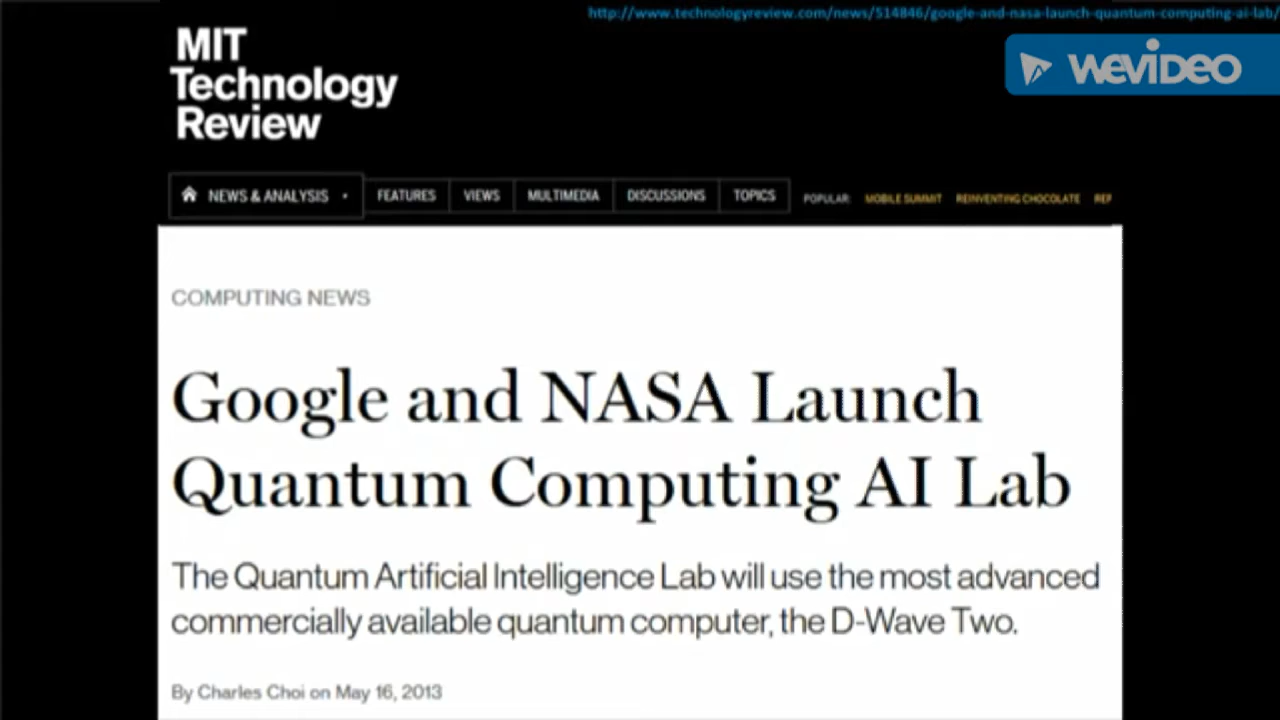 http://www.technologyreview.com/news/514846/google-and-nasa-launch-quantum-computing-ai-lab/
WEVIDEO
MIT
Technology
Review
NEWS & ANALYSIS FEATURES VIEWS MULTIMEDIA DISCUSSIONS TOPICS POPULAR: MOBILE SUMMIT REINVENTING CHOCOLATE REP
COMPUTING NEWS
Google and NASA Launch
Quantum Computing AI Lab
The Quantum Artificial Intelligence Lab will use the most advanced
commercially available quantum computer, the D-Wave Two.
By Charles Choi on May 16, 2013